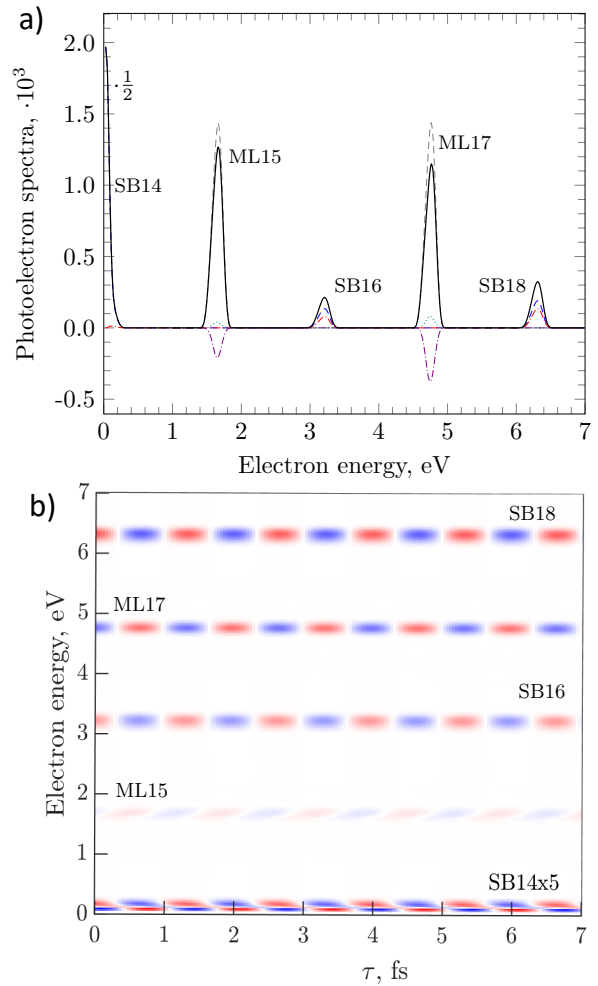 a)
Photoelectron spectra, ·10³
2.0
1.5
1.0
0.5
0.0
-0.5
·1/2
SB14
ML15
SB16
ML17
SB18
0 1 2 3 4 5 6 7
Electron energy, eV
b)
Electron energy, eV
7
6
5
4
3
2
1
0
SB18
ML17
SB16
ML15
SB14x5
0 1 2 3 4 5 6 7
τ, fs